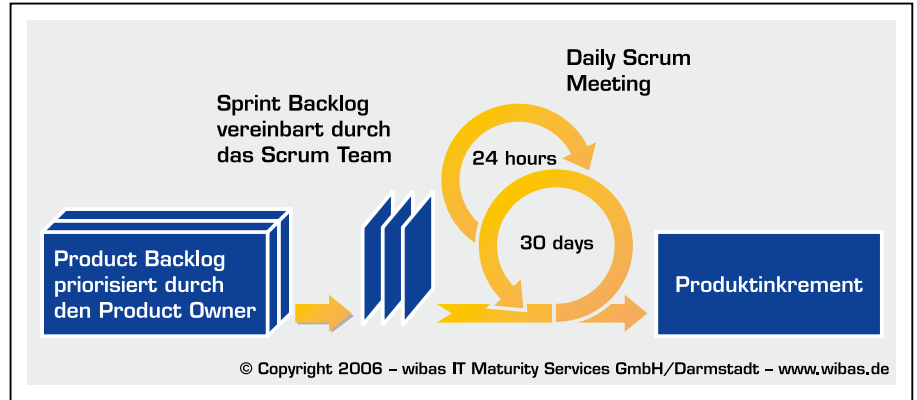 Daily Scrum
Meeting
Sprint Backlog
vereinbart durch
das Scrum Team
24 hours
30 days
Product Backlog
priorisiert durch
den Product Owner
Produktinkrement
© Copyright 2006 – wibas IT Maturity Services GmbH/Darmstadt – www.wibas.de